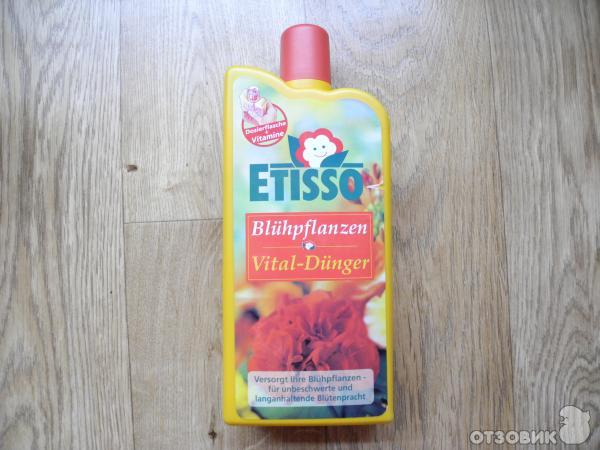 Dosierflasche
+
Vitamine
ETISSO
Blühpflanzen
Vital-Dünger
Versorgt Ihre Blühpflanzen -
für unbeschwerte und
langanhaltende Blütenpracht
ОТЗОВИК